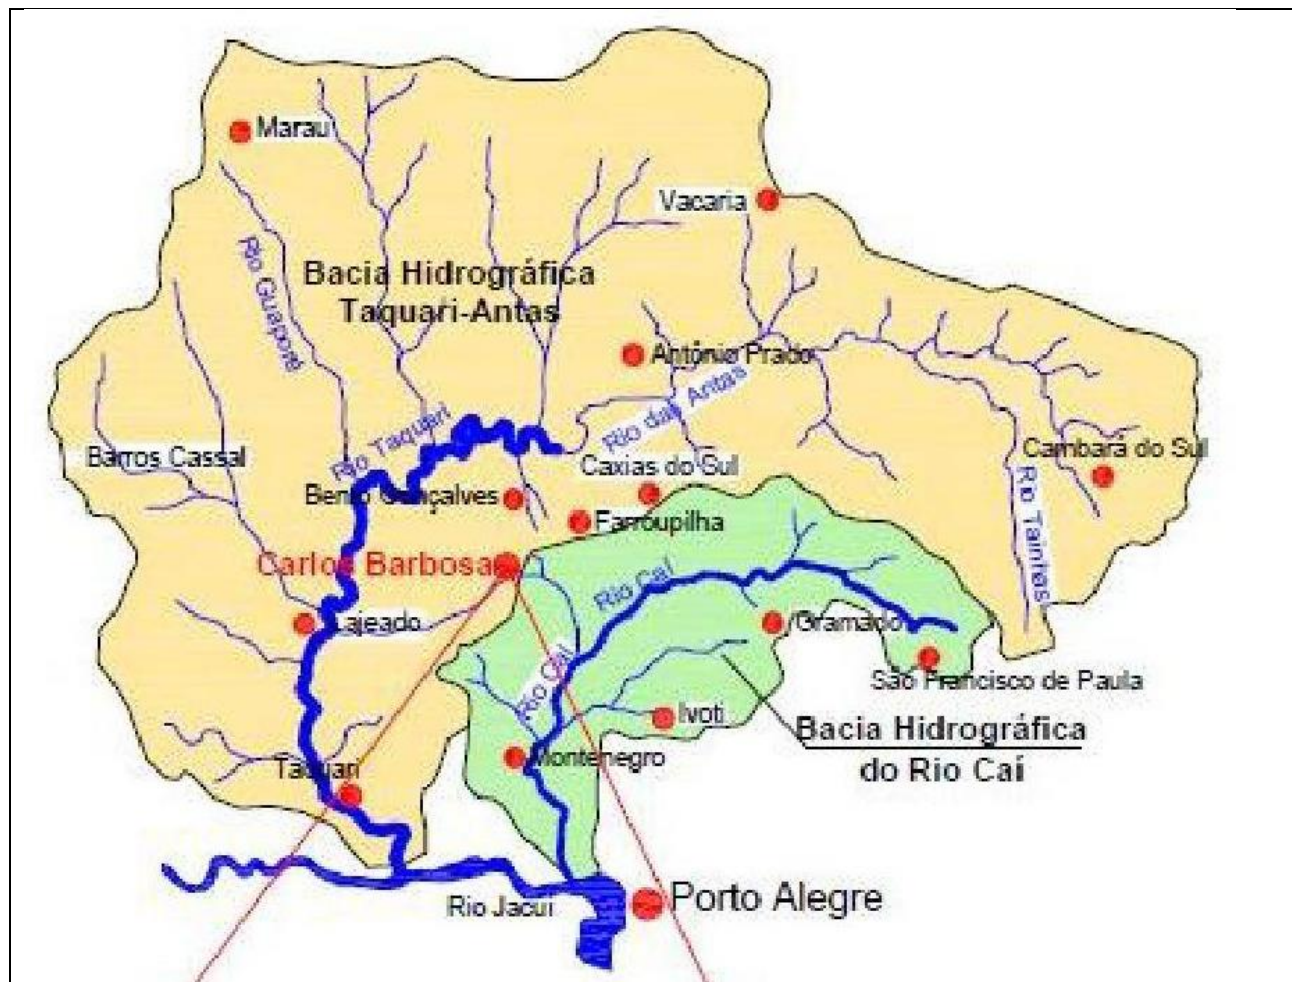 Marau
Vacaria
Rio Guaporé
Bacia Hidrográfica
Taquari-Antas
Antônio Prado
Rio das Antas
Rio Taquari
Barros Cassal
Caxias do Sul
Cambará do Sul
Bento Gonçalves
Farroupilha
Rio Tainhas
Carlos Barbosa
Rio Caí
Lajeado
Gramado
Rio Caí
São Francisco de Paula
Ivoti
Bacia Hidrográfica
do Rio Caí
Montenegro
Taquari
Rio Jacuí
Porto Alegre